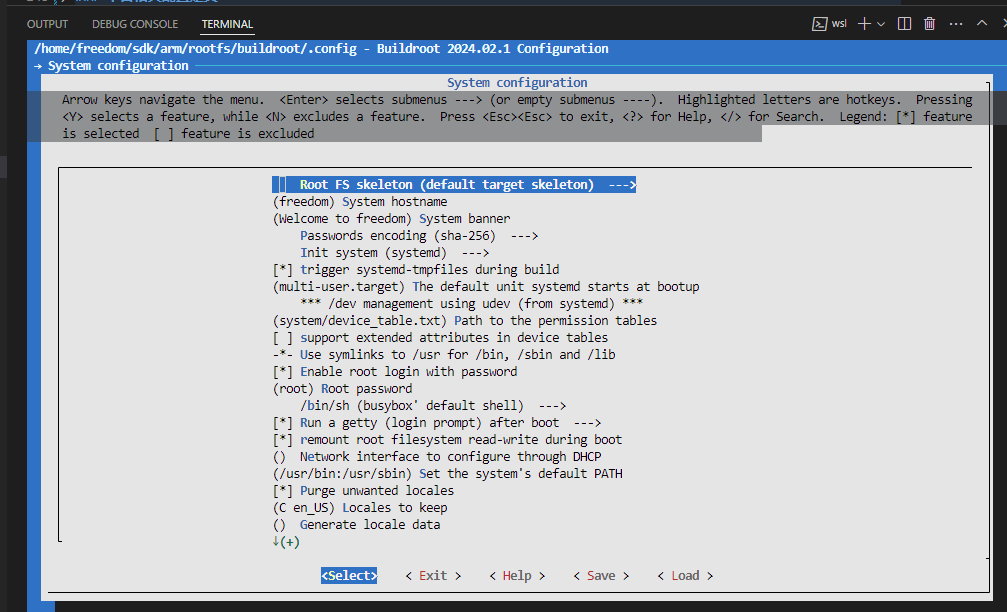 OUTPUT DEBUG CONSOLE TERMINAL wsl
/home/freedom/sdk/arm/rootfs/buildroot/.config - Buildroot 2024.02.1 Configuration
→ System configuration
System configuration
Arrow keys navigate the menu. <Enter> selects submenus ---> (or empty submenus ----). Highlighted letters are hotkeys. Pressing
<Y> selects a feature, while <N> excludes a feature. Press <Esc><Esc> to exit, <?> for Help, </> for Search. Legend: [*] feature
is selected [ ] feature is excluded
Root FS skeleton (default target skeleton) --->
(freedom) System hostname
(Welcome to freedom) System banner
Passwords encoding (sha-256) --->
Init system (systemd) --->
[*] trigger systemd-tmpfiles during build
(multi-user.target) The default unit systemd starts at bootup
*** /dev management using udev (from systemd) ***
(system/device_table.txt) Path to the permission tables
[ ] support extended attributes in device tables
-*- Use symlinks to /usr for /bin, /sbin and /lib
[*] Enable root login with password
(root) Root password
/bin/sh (busybox' default shell) --->
[*] Run a getty (login prompt) after boot --->
[*] remount root filesystem read-write during boot
() Network interface to configure through DHCP
(/usr/bin:/usr/sbin) Set the system's default PATH
[*] Purge unwanted locales
(C en_US) Locales to keep
() Generate locale data
↓(+)
<Select> < Exit > < Help > < Save > < Load >